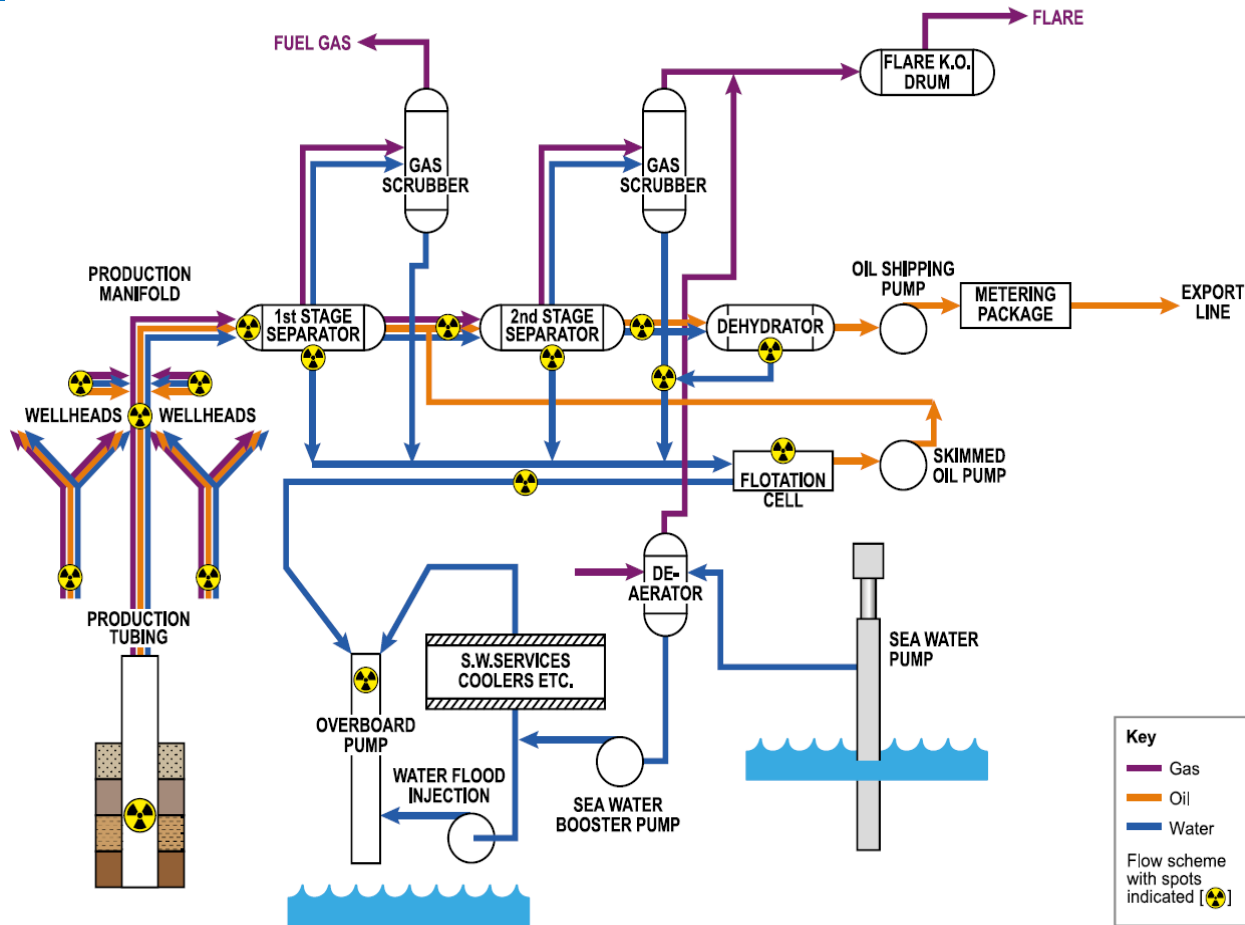 FUEL GAS
FLARE
FLARE K.O.
DRUM
GAS
SCRUBBER
GAS
SCRUBBER
PRODUCTION
MANIFOLD
OIL SHIPPING
PUMP
1st STAGE
SEPARATOR
2nd STAGE
SEPARATOR
DEHYDRATOR
METERING
PACKAGE
EXPORT
LINE
WELLHEADS
WELLHEADS
FLOTATION
CELL
SKIMMED
OIL PUMP
PRODUCTION
TUBING
DE-
AERATOR
SEA WATER
PUMP
S.W.SERVICES
COOLERS ETC.
OVERBOARD
PUMP
WATER FLOOD
INJECTION
SEA WATER
BOOSTER PUMP
Key
Gas
Oil
Water
Flow scheme
with spots
indicated [ ]